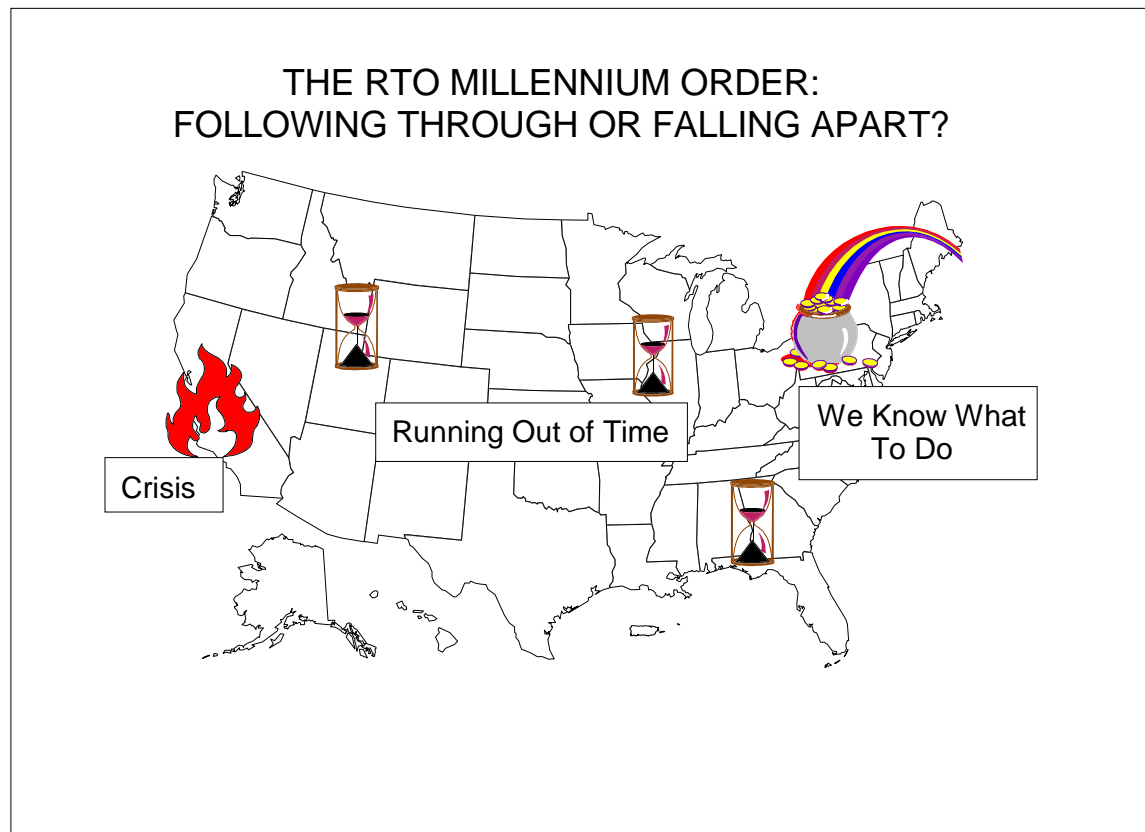 THE RTO MILLENNIUM ORDER:
FOLLOWING THROUGH OR FALLING APART?
We Know What
To Do
Running Out of Time
Crisis